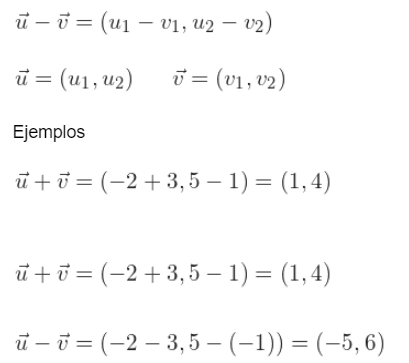 u⃗ − v⃗ = (u₁ − v₁, u₂ − v₂)
u⃗ = (u₁, u₂)  v⃗ = (v₁, v₂)
Ejemplos
u⃗ + v⃗ = (−2 + 3, 5 − 1) = (1, 4)
u⃗ + v⃗ = (−2 + 3, 5 − 1) = (1, 4)
u⃗ − v⃗ = (−2 − 3, 5 − (−1)) = (−5, 6)